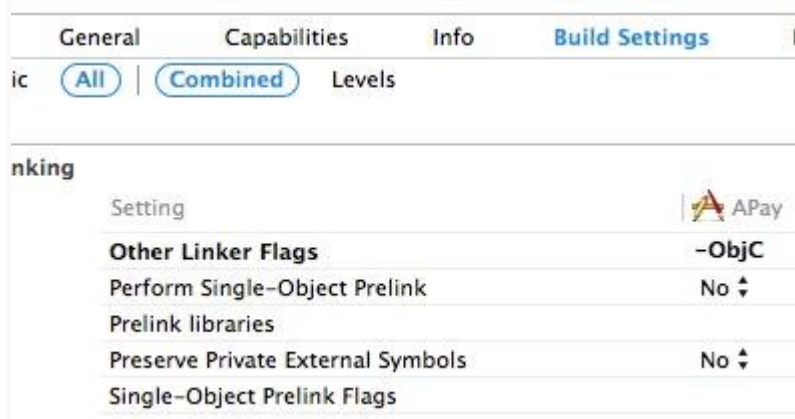 General Capabilities Info Build Settings
ic All Combined Levels
nking
Setting APay
Other Linker Flags -ObjC
Perform Single-Object Prelink No
Prelink libraries
Preserve Private External Symbols No
Single-Object Prelink Flags